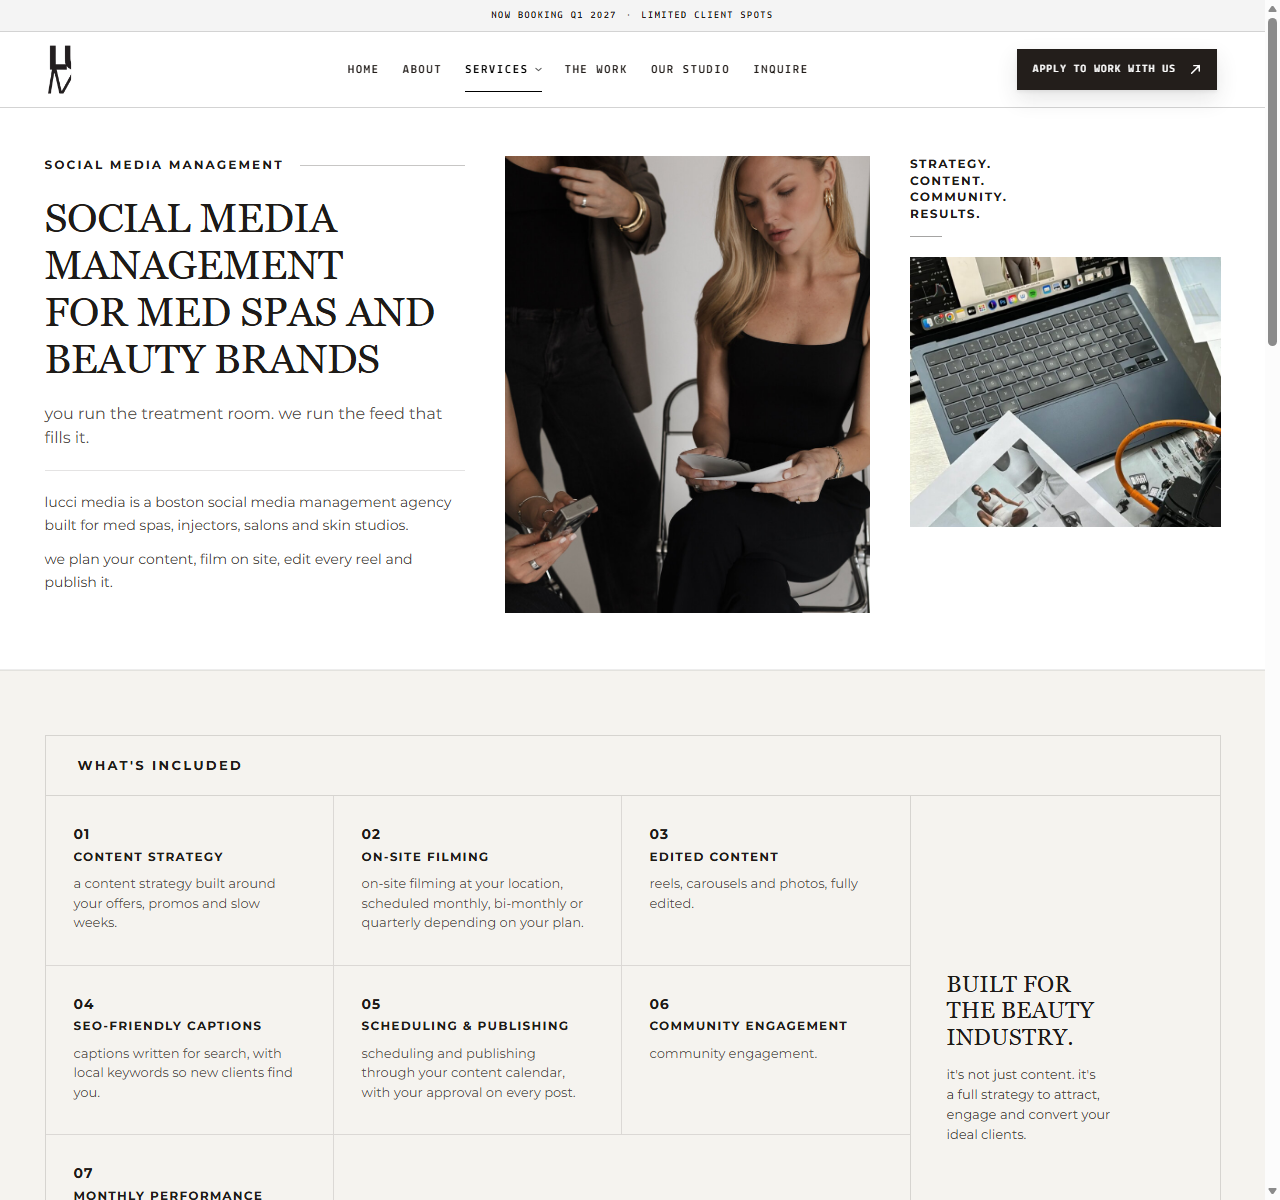 NOW BOOKING Q1 2027 · LIMITED CLIENT SPOTS
HOME ABOUT SERVICES THE WORK OUR STUDIO INQUIRE
APPLY TO WORK WITH US
SOCIAL MEDIA MANAGEMENT
SOCIAL MEDIA
MANAGEMENT
FOR MED SPAS AND
BEAUTY BRANDS
you run the treatment room. we run the feed that
fills it.
lucci media is a boston social media management agency
built for med spas, injectors, salons and skin studios.
we plan your content, film on site, edit every reel and
publish it.
STRATEGY.
CONTENT.
COMMUNITY.
RESULTS.
WHAT'S INCLUDED
01
CONTENT STRATEGY
a content strategy built around
your offers, promos and slow
weeks.
02
ON-SITE FILMING
on-site filming at your location,
scheduled monthly, bi-monthly or
quarterly depending on your plan.
03
EDITED CONTENT
reels, carousels and photos, fully
edited.
04
SEO-FRIENDLY CAPTIONS
captions written for search, with
local keywords so new clients find
you.
05
SCHEDULING & PUBLISHING
scheduling and publishing
through your content calendar,
with your approval on every post.
06
COMMUNITY ENGAGEMENT
community engagement.
07
MONTHLY PERFORMANCE
BUILT FOR
THE BEAUTY
INDUSTRY.
it's not just content. it's
a full strategy to attract,
engage and convert your
ideal clients.